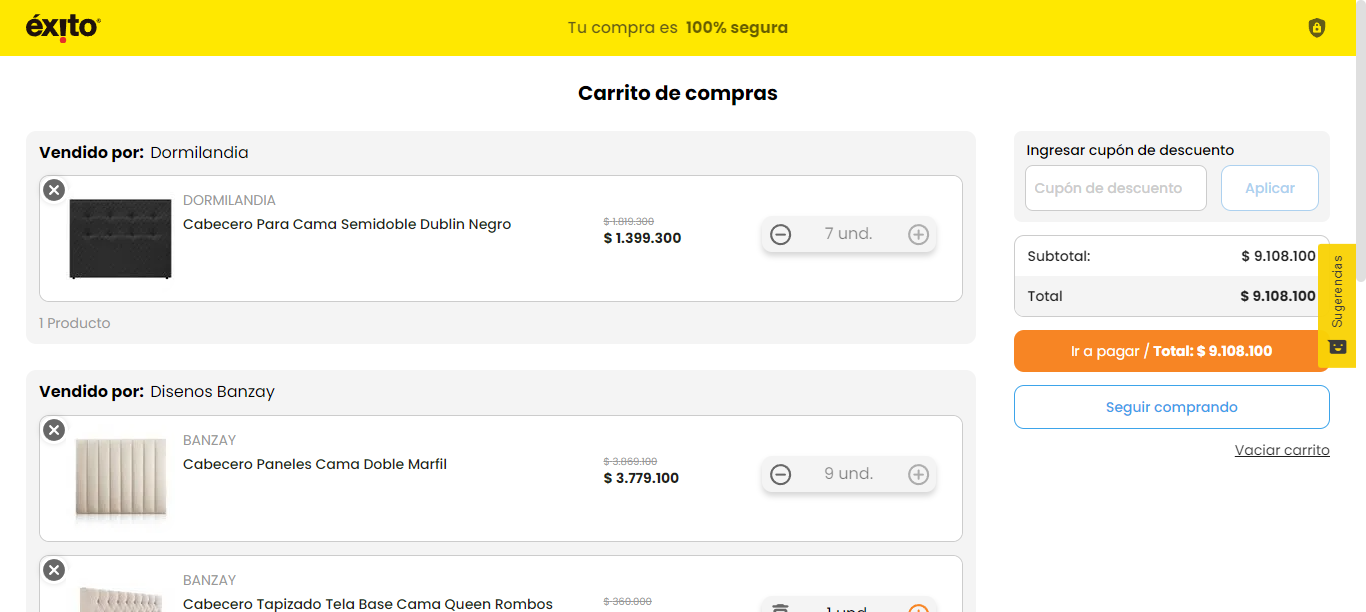 éxito
Tu compra es 100% segura
Carrito de compras
Vendido por: Dormilandia
DORMILANDIA
Cabecero Para Cama Semidoble Dublin Negro
$ 1.819.300
$ 1.399.300
7 und.
1 Producto
Vendido por: Disenos Banzay
BANZAY
Cabecero Paneles Cama Doble Marfil
$ 3.869.100
$ 3.779.100
9 und.
BANZAY
Cabecero Tapizado Tela Base Cama Queen Rombos
$ 360.000
1 und.
Ingresar cupón de descuento
Cupón de descuento
Aplicar
Subtotal: $ 9.108.100
Total $ 9.108.100
Ir a pagar / Total: $ 9.108.100
Seguir comprando
Vaciar carrito
Sugerencias